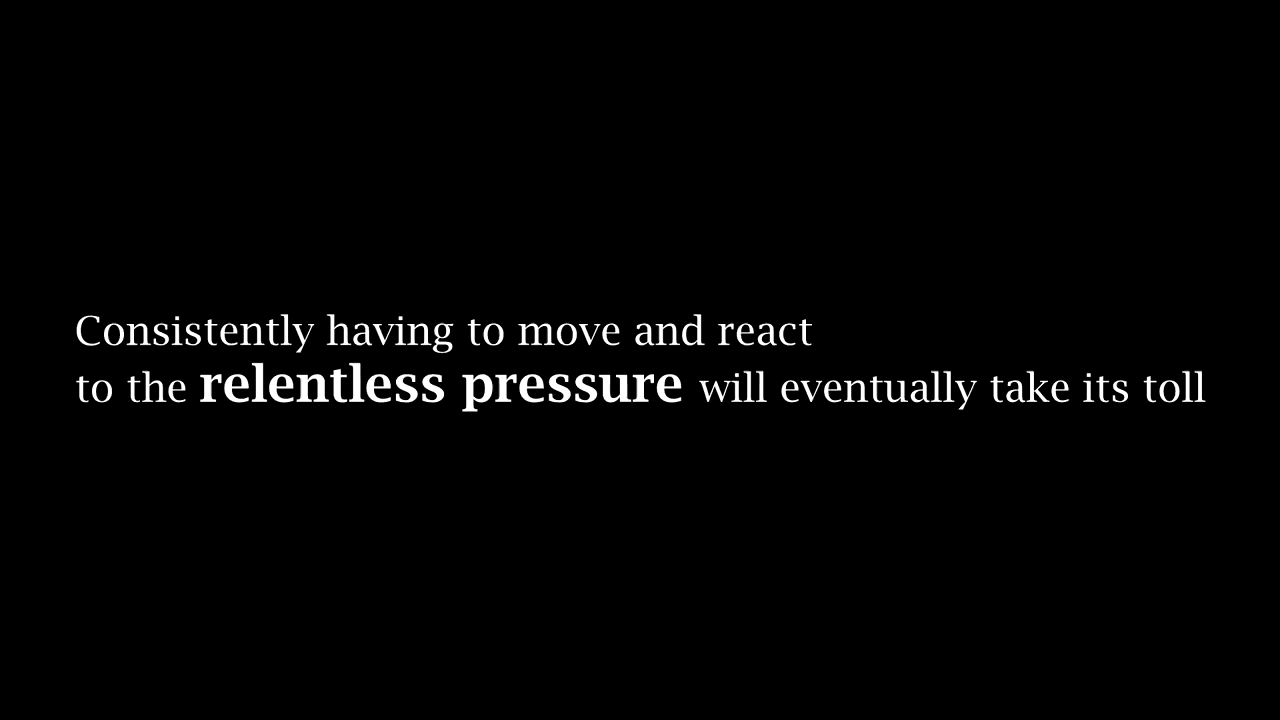 Consistently having to move and react
to the relentless pressure will eventually take its toll